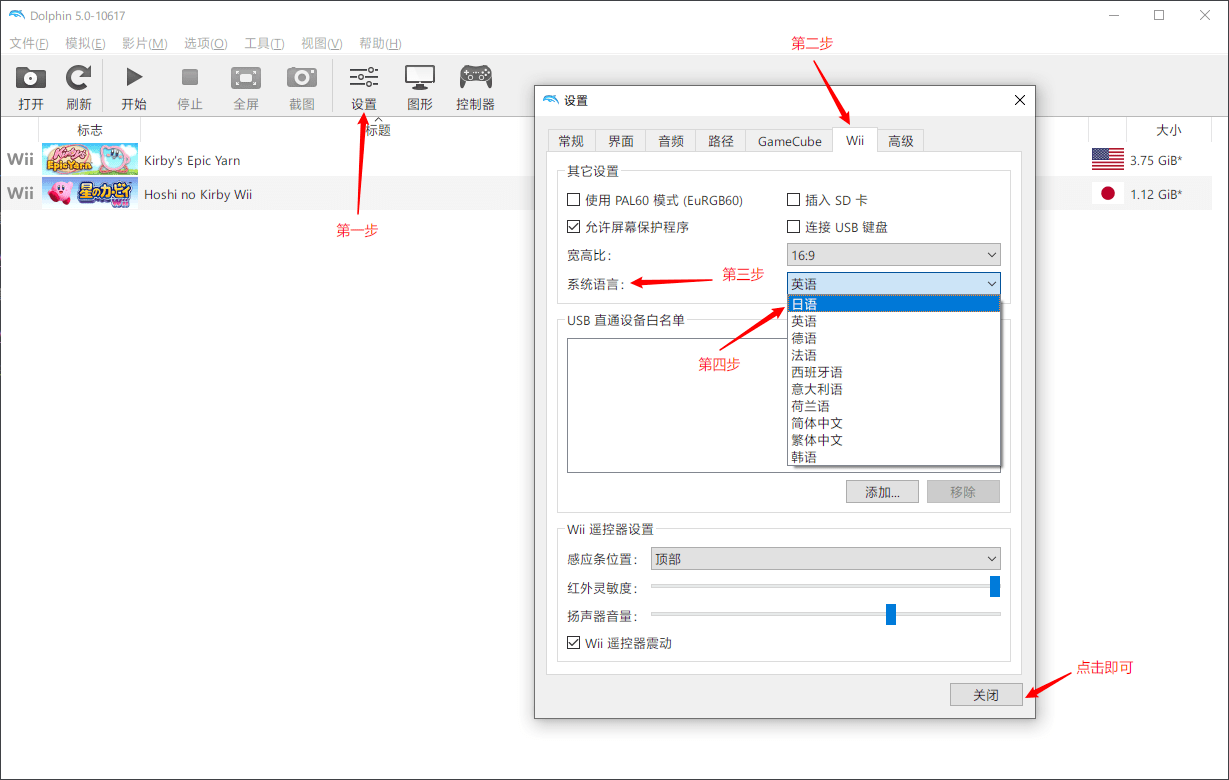 Dolphin 5.0-10617
文件(F) 模拟(E) 影片(M) 选项(O) 工具(T) 视图(V) 帮助(H)
第二步
打开 刷新 开始 停止 全屏 截图 设置 图形 控制器
设置
标志 标题 大小
常规 界面 音频 路径 GameCube Wii 高级
Wii Kirby's Epic Yarn Kirby's Epic Yarn 3.75 GiB*
Wii 星のカービィ Wii Hoshi no Kirby Wii 1.12 GiB*
第一步
其它设置
使用 PAL60 模式 (EuRGB60) 插入 SD 卡
允许屏幕保护程序 连接 USB 键盘
宽高比: 16:9
系统语言: 第三步 英语
日语
英语
德语
法语
西班牙语
意大利语
荷兰语
简体中文
繁体中文
韩语
第四步
USB 直通设备白名单
添加... 移除
Wii 遥控器设置
感应条位置: 顶部
红外灵敏度:
扬声器音量:
Wii 遥控器震动
点击即可
关闭